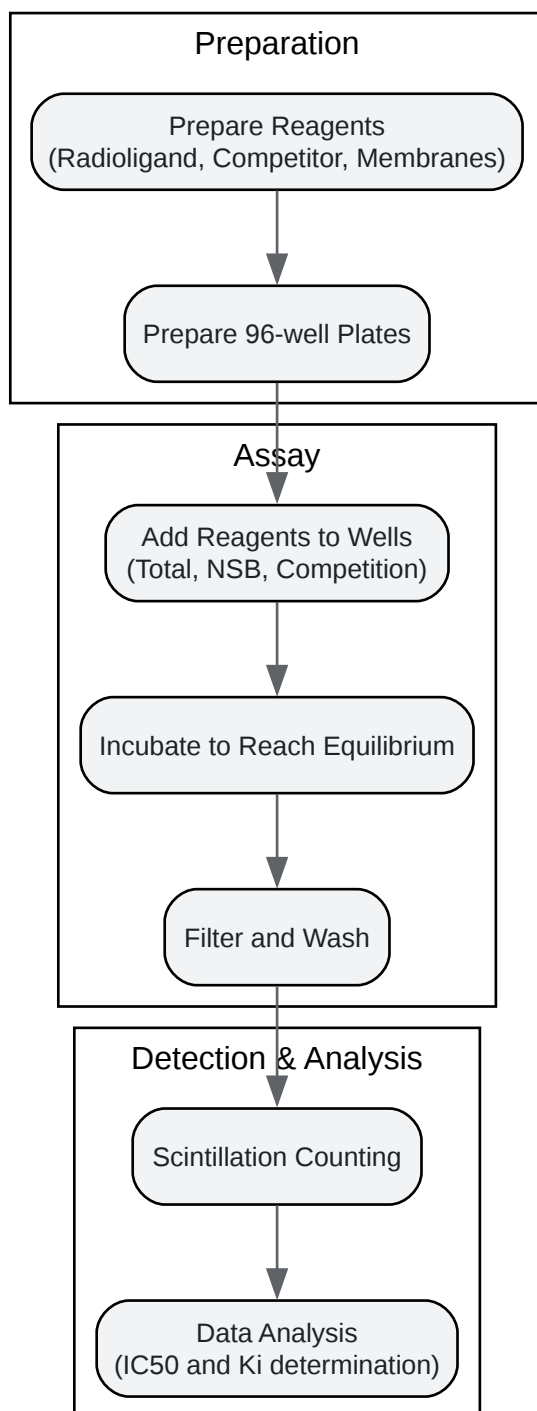 Preparation
Prepare Reagents
(Radioligand, Competitor, Membranes)
Prepare 96-well Plates
Assay
Add Reagents to Wells
(Total, NSB, Competition)
Incubate to Reach Equilibrium
Filter and Wash
Detection & Analysis
Scintillation Counting
Data Analysis
(IC50 and Ki determination)